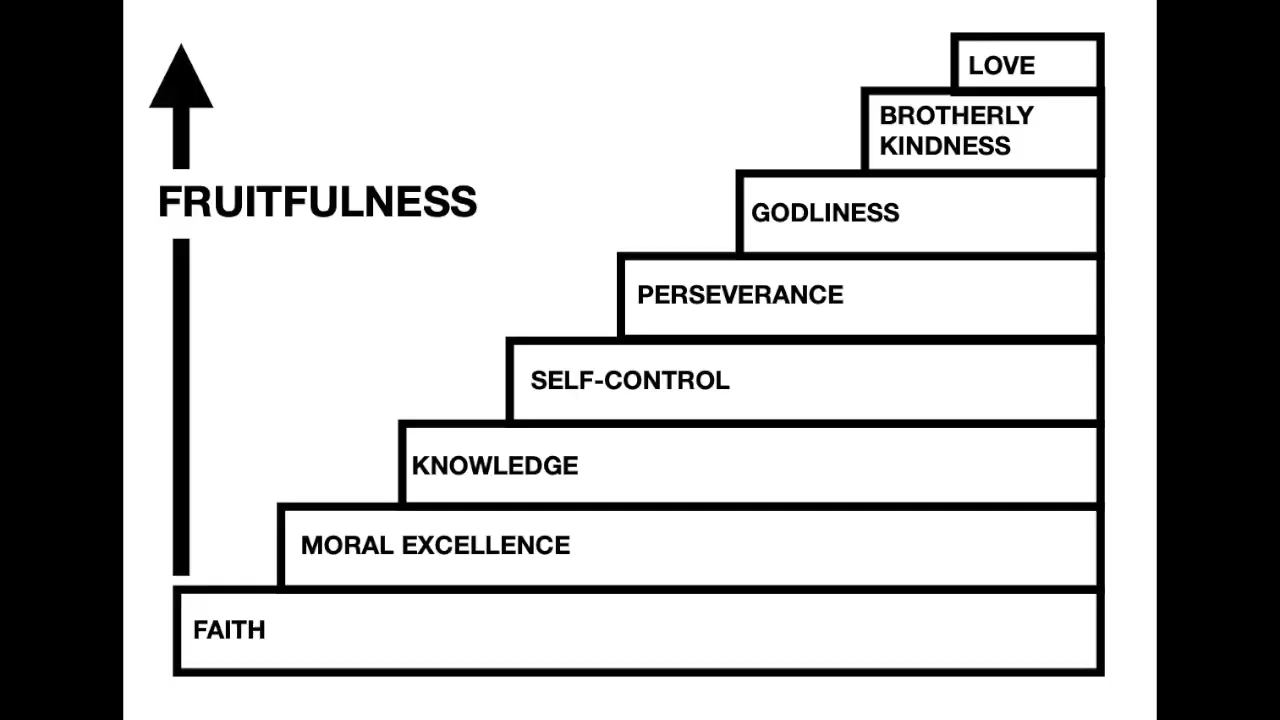 LOVE
BROTHERLY
KINDNESS
FRUITFULNESS
GODLINESS
PERSEVERANCE
SELF-CONTROL
KNOWLEDGE
MORAL EXCELLENCE
FAITH